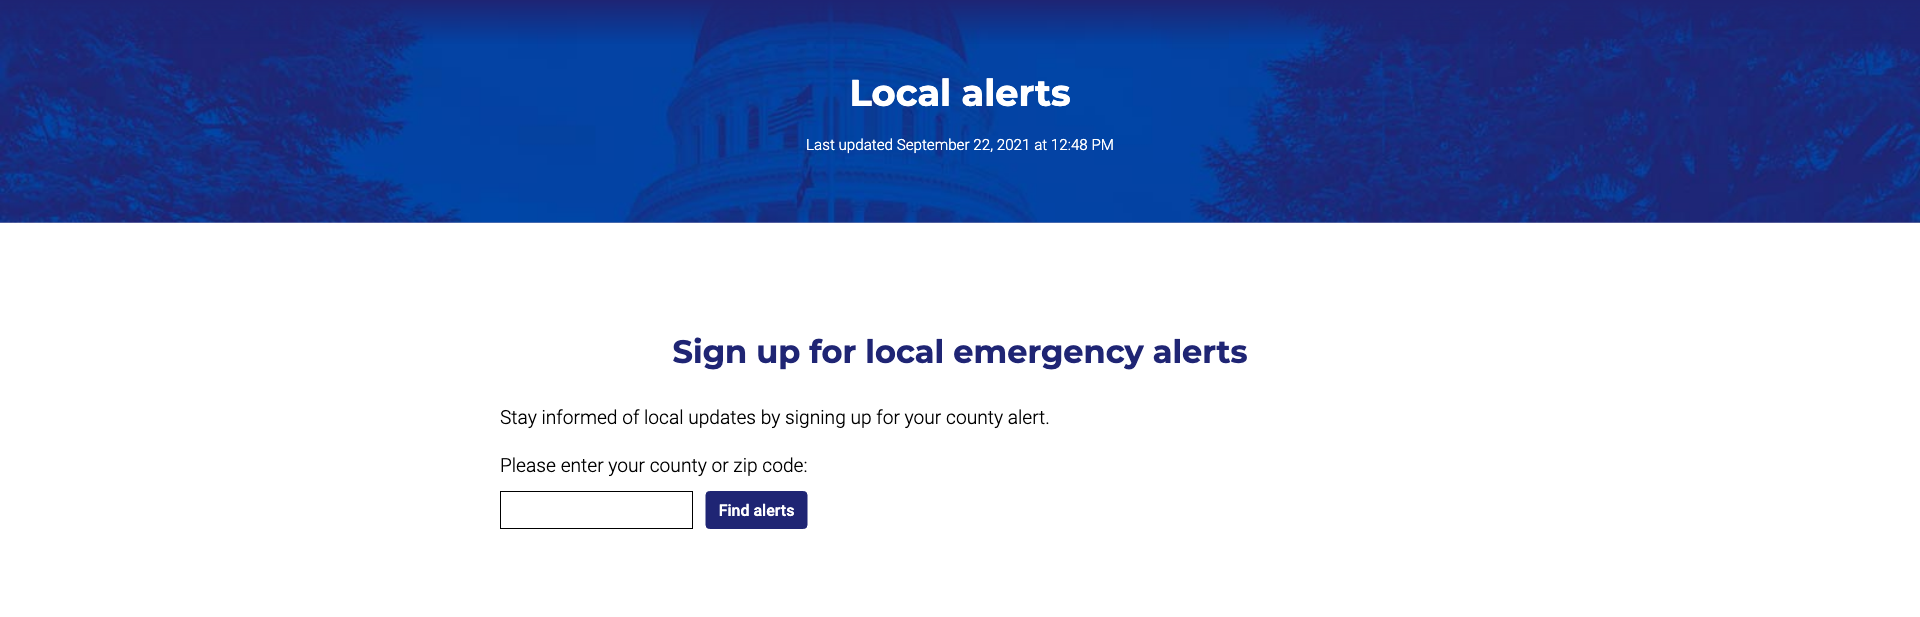 Local alerts
Last updated September 22, 2021 at 12:48 PM
Sign up for local emergency alerts
Stay informed of local updates by signing up for your county alert.
Please enter your county or zip code:
Find alerts